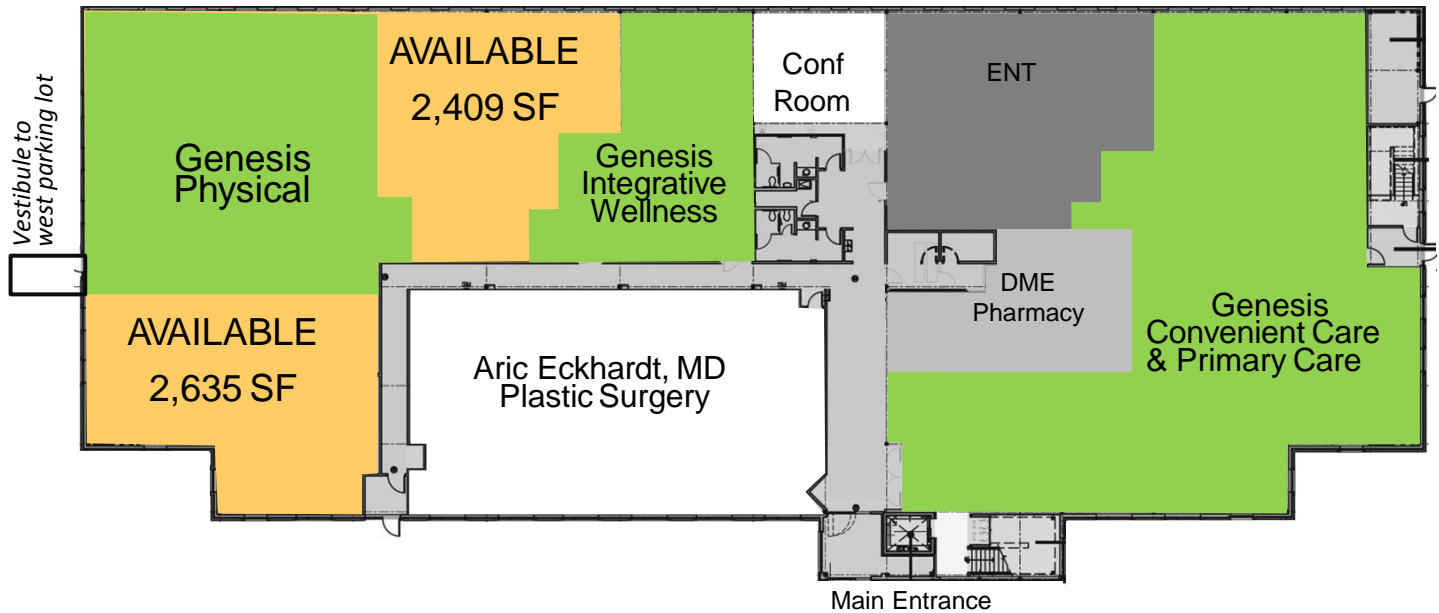 Vestibule to
west parking lot
Genesis
Physical
AVAILABLE
2,409 SF
Genesis
Integrative
Wellness
Conf
Room
ENT
DME
Pharmacy
Genesis
Convenient Care
& Primary Care
AVAILABLE
2,635 SF
Aric Eckhardt, MD
Plastic Surgery
Main Entrance